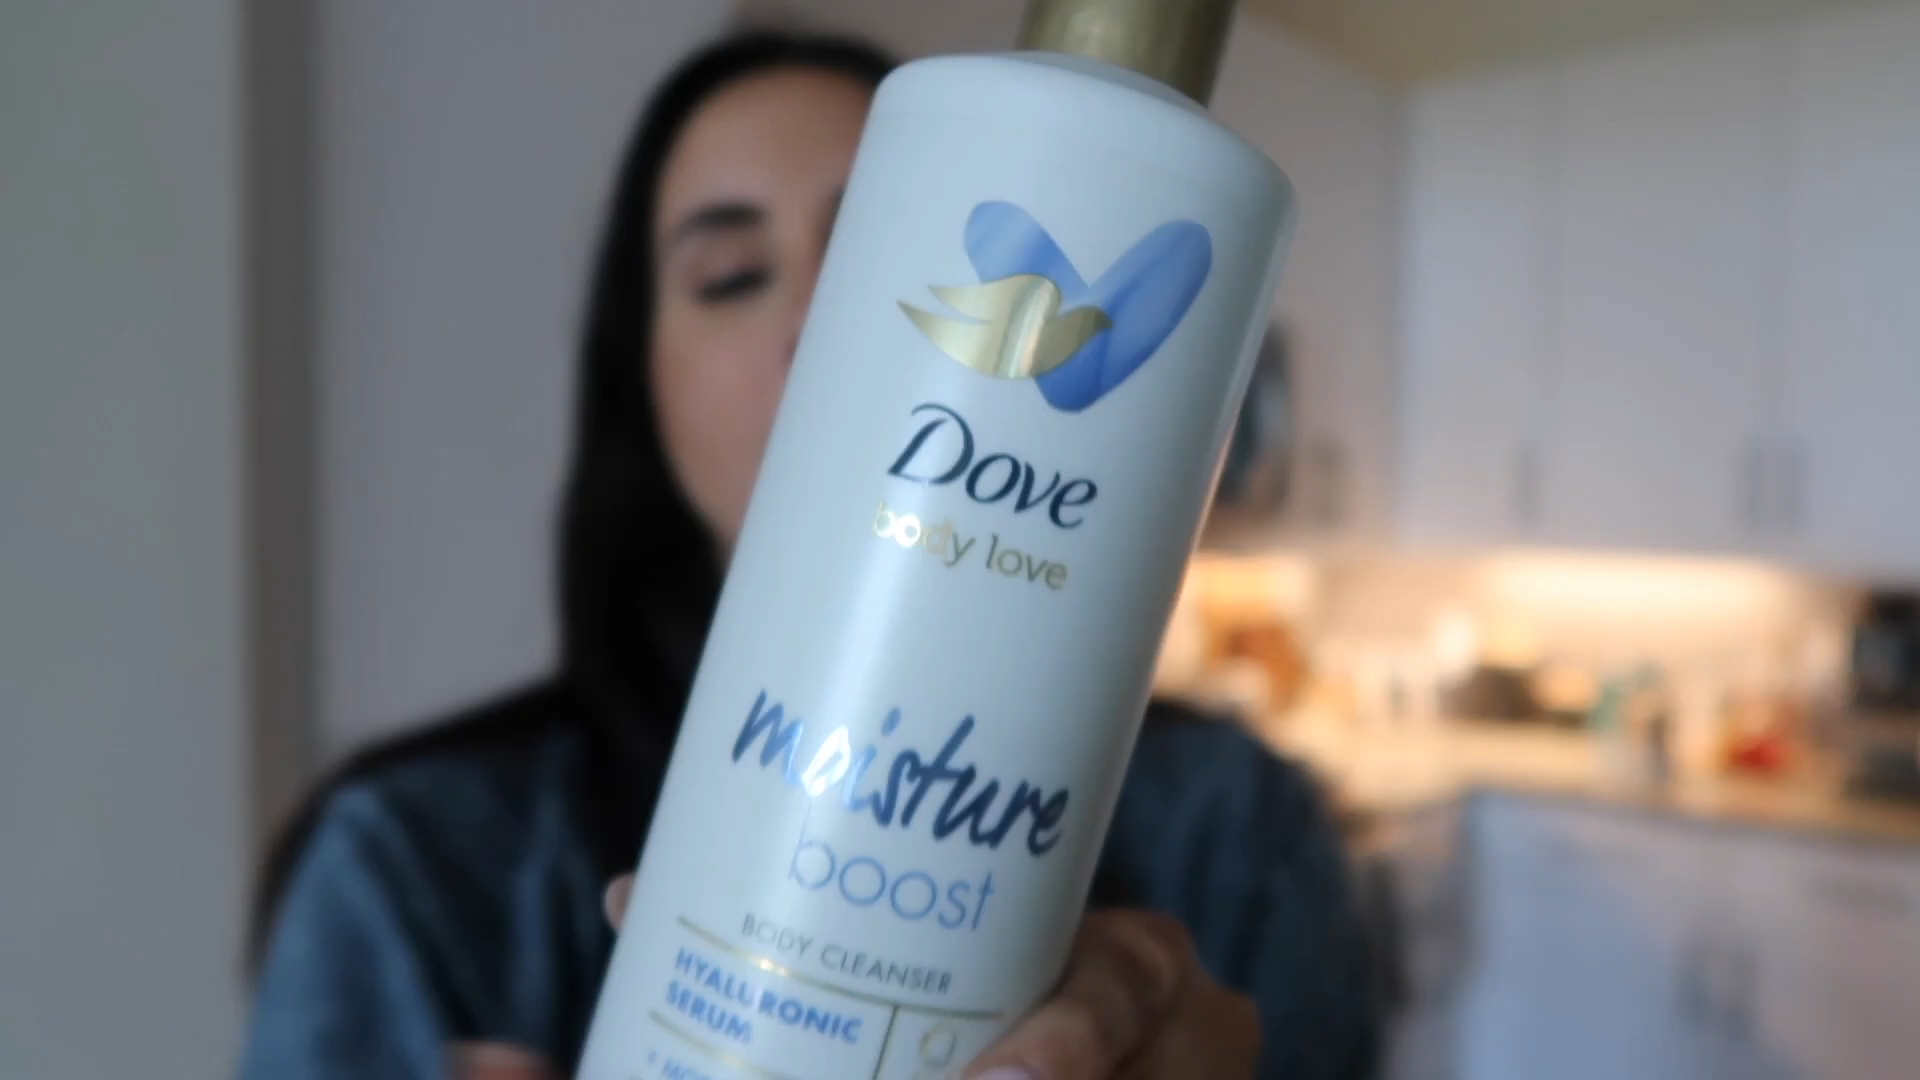 Dove
body love
moisture
boost
BODY CLEANSER
HYALURONIC
SERUM